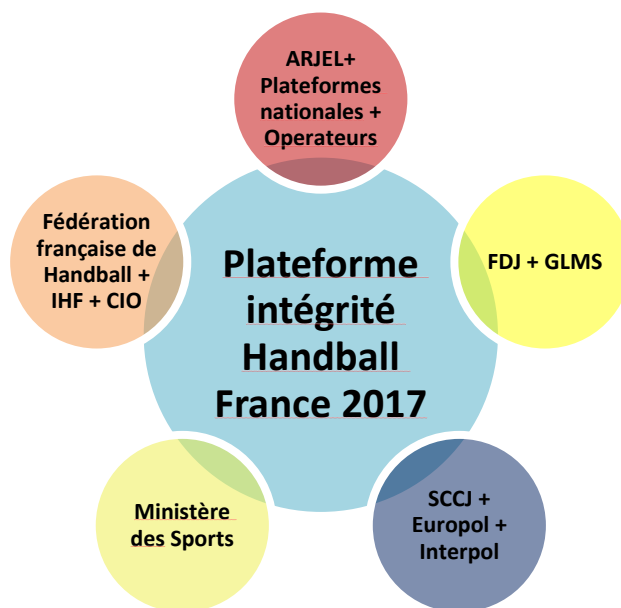 ARJEL+
Plateformes
nationales +
Operateurs
Fédération
française de
Handball +
IHF + CIO
Plateforme
intégrité
Handball
France 2017
FDJ + GLMS
Ministère
des Sports
SCCJ +
Europol +
Interpol